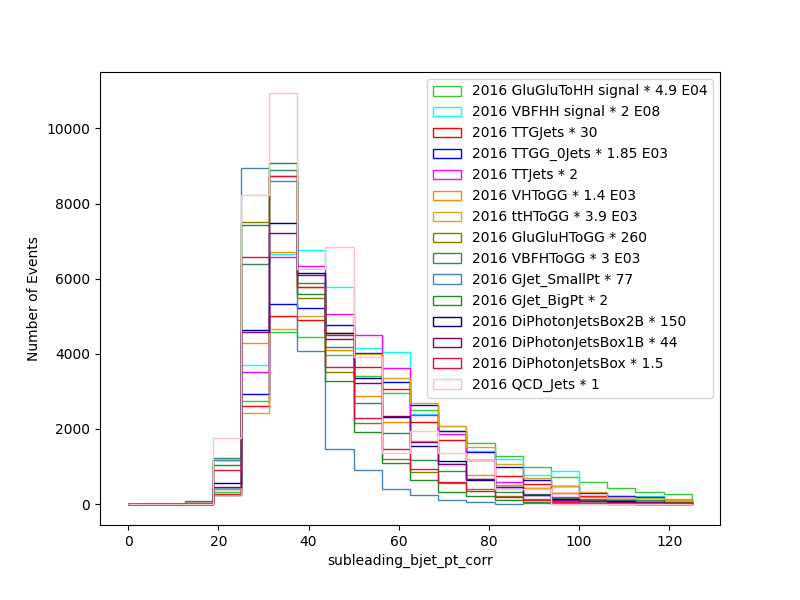 2016 GluGluToHH signal * 4.9 E04
2016 VBFHH signal * 2 E08
2016 TTGJets * 30
2016 TTGG_0Jets * 1.85 E03
2016 TTJets * 2
2016 VHToGG * 1.4 E03
2016 ttHToGG * 3.9 E03
2016 GluGluHToGG * 260
2016 VBFHToGG * 3 E03
2016 GJet_SmallPt * 77
2016 GJet_BigPt * 2
2016 DiPhotonJetsBox2B * 150
2016 DiPhotonJetsBox1B * 44
2016 DiPhotonJetsBox * 1.5
2016 QCD_Jets * 1
Number of Events
10000
8000
6000
4000
2000
0
0 20 40 60 80 100 120
subleading_bjet_pt_corr